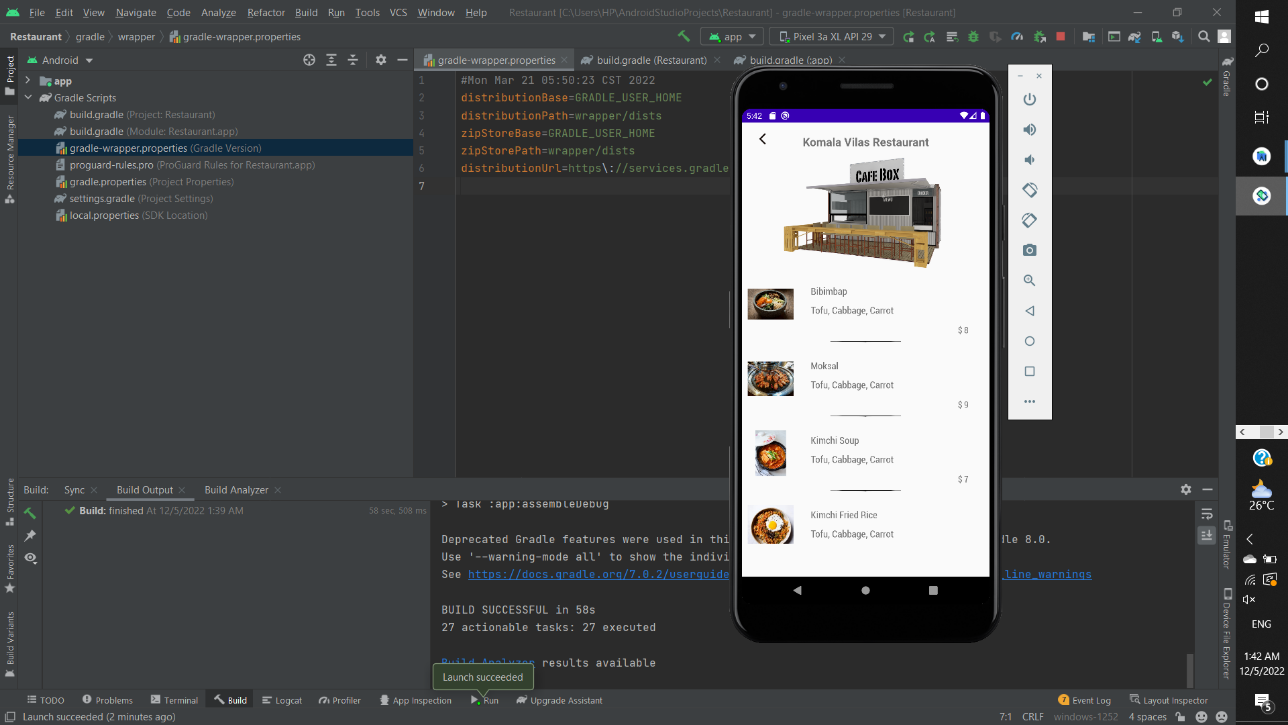 File Edit View Navigate Code Analyze Refactor Build Run Tools VCS Window Help Restaurant [C:\Users\HP\AndroidStudioProjects\Restaurant] - gradle-wrapper.properties [Restaurant]
Restaurant gradle wrapper gradle-wrapper.properties app Pixel 3a XL API 29
Project
Resource Manager
Structure
Favorites
Build Variants
Android
app
Gradle Scripts
build.gradle (Project: Restaurant)
build.gradle (Module: Restaurant.app)
gradle-wrapper.properties (Gradle Version)
proguard-rules.pro (ProGuard Rules for Restaurant.app)
gradle.properties (Project Properties)
settings.gradle (Project Settings)
local.properties (SDK Location)
gradle-wrapper.properties build.gradle (Restaurant) build.gradle (:app)
1 #Mon Mar 21 05:50:23 CST 2022
2 distributionBase=GRADLE_USER_HOME
3 distributionPath=wrapper/dists
4 zipStoreBase=GRADLE_USER_HOME
5 zipStorePath=wrapper/dists
6 distributionUrl=https\://services.gradle
7
5:42
Komala Vilas Restaurant
CAFE BOX
Bibimbap
Tofu, Cabbage, Carrot
$ 8
Moksal
Tofu, Cabbage, Carrot
$ 9
Kimchi Soup
Tofu, Cabbage, Carrot
$ 7
Kimchi Fried Rice
Tofu, Cabbage, Carrot
Gradle
Emulator
Device File Explorer
Build: Sync Build Output Build Analyzer
Build: finished At 12/5/2022 1:39 AM 58 sec, 508 ms
> Task :app:assembleDebug
Deprecated Gradle features were used in thi dle 8.0.
Use '--warning-mode all' to show the indivi
See https://docs.gradle.org/7.0.2/userguide _line_warnings
BUILD SUCCESSFUL in 58s
27 actionable tasks: 27 executed
Build Analyzer results available
Launch succeeded
TODO Problems Terminal Build Logcat Profiler App Inspection Run Upgrade Assistant Event Log Layout Inspector
Launch succeeded (2 minutes ago) 7:1 CRLF windows-1252 4 spaces
26°C
ENG
1:42 AM
12/5/2022
5